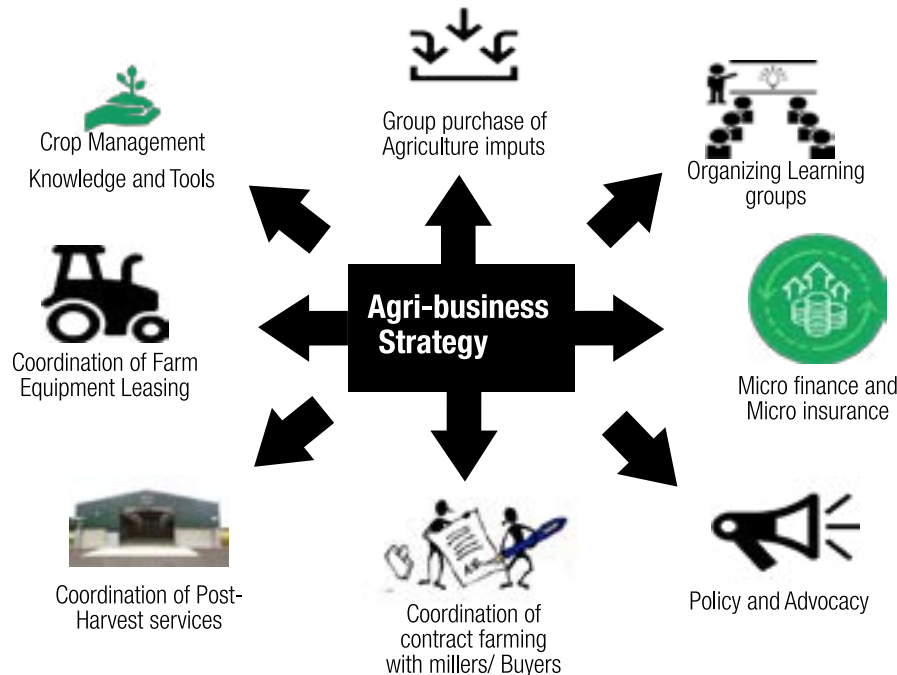 Group purchase of
Agriculture imputs
Crop Management
Knowledge and Tools
Organizing Learning
groups
Agri-business
Strategy
Coordination of Farm
Equipment Leasing
Micro finance and
Micro insurance
Coordination of Post-
Harvest services
Coordination of
contract farming
with millers/ Buyers
Policy and Advocacy